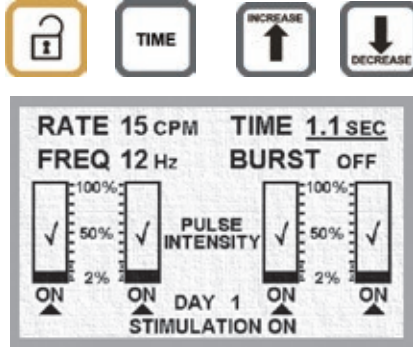 TIME
INCREASE
DECREASE
RATE 15 CPM TIME 1.1 SEC
FREQ 12 Hz BURST OFF
100% 100%
50% PULSE INTENSITY 50%
2% 2%
ON ON DAY 1 ON ON
STIMULATION ON